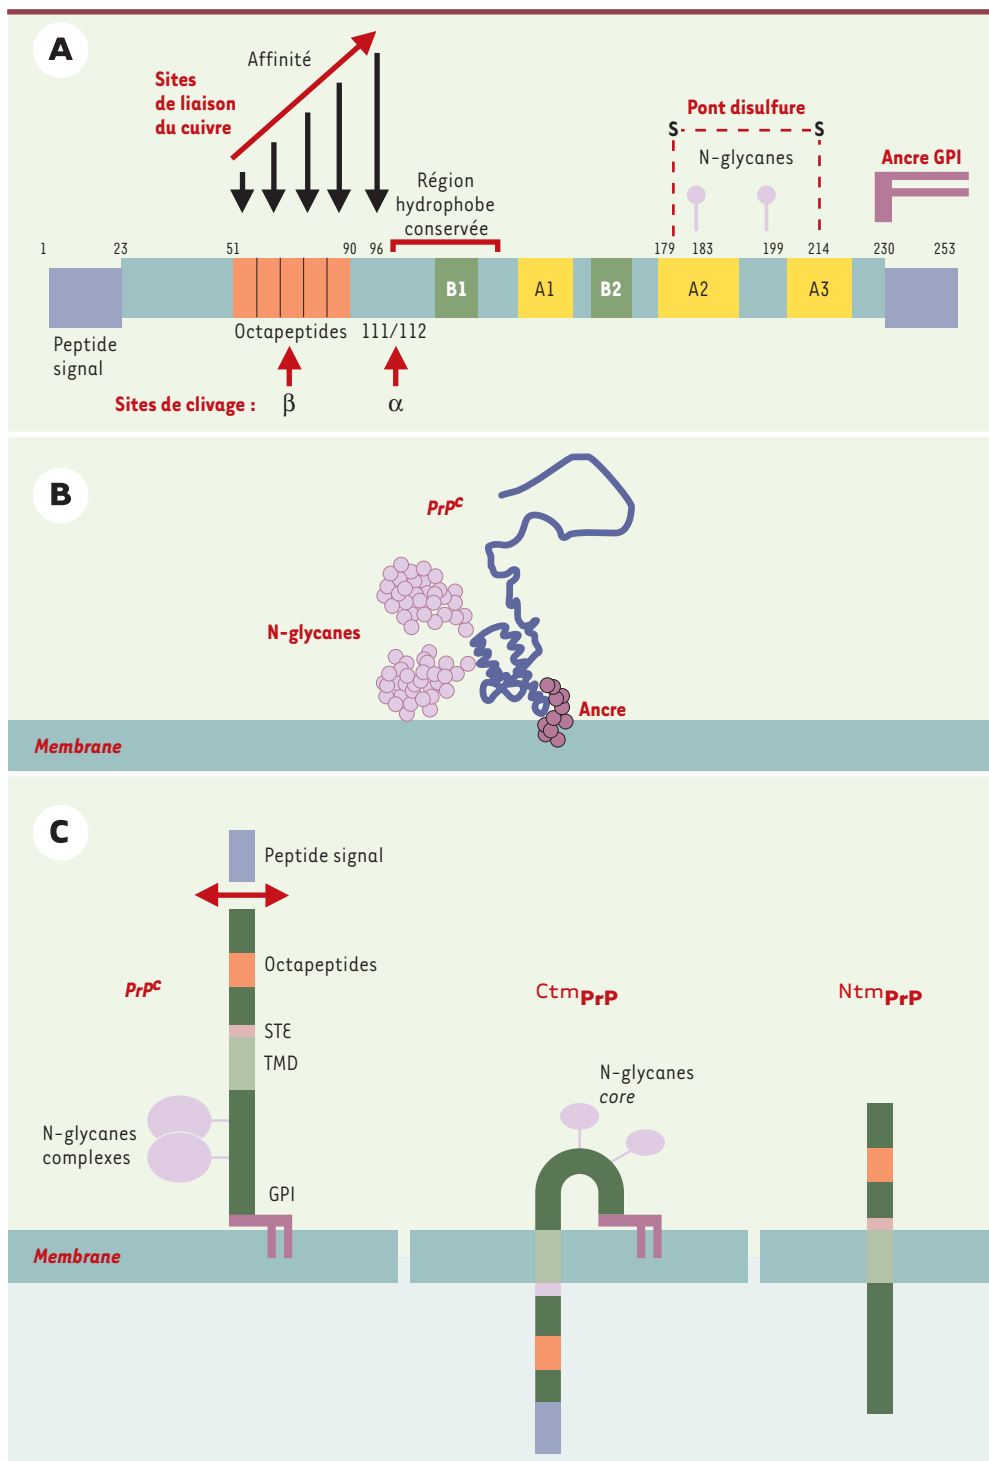 A
Affinité
Sites
de liaison
du cuivre
Pont disulfure
S
S
N-glycanes
Ancre GPI
Région
hydrophobe
conservée
1
23
51
90
96
179
183
199
214
230
253
B1
A1
B2
A2
A3
Octapeptides
111/112
Peptide
signal
Sites de clivage :
β
α
B
PrPc
N-glycanes
Ancre
Membrane
C
Peptide signal
Octapeptides
PrPc
STE
TMD
N-glycanes
complexes
GPI
Membrane
CtmPrP
N-glycanes
core
NtmPrP